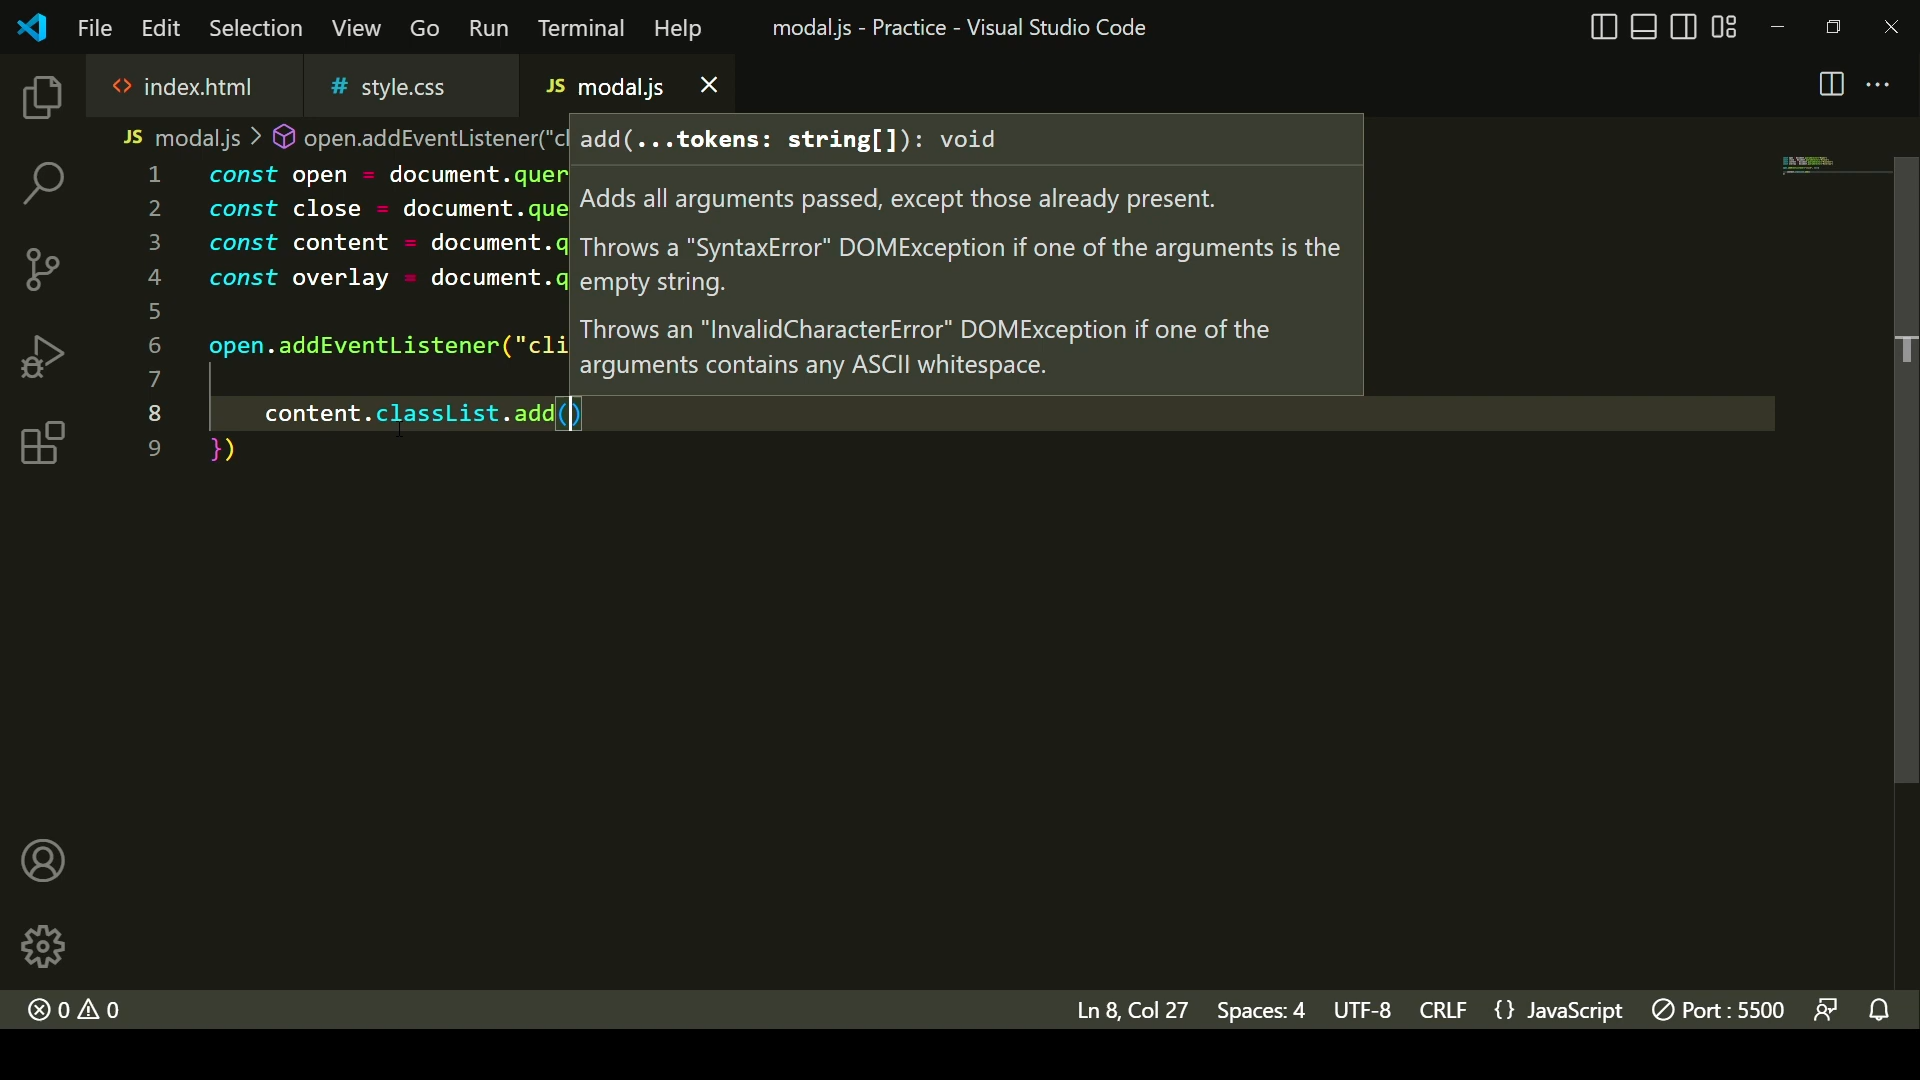 File Edit Selection View Go Run Terminal Help modal.js - Practice - Visual Studio Code
<> index.html # style.css JS modal.js
JS modal.js > open.addEventListener("cl
add(...tokens: string[]): void
1 const open = document.quer
2 const close = document.que
3 const content = document.q
4 const overlay = document.q
5
6 open.addEventListener("cli
7
8 content.classList.add()
9 })
Adds all arguments passed, except those already present.
Throws a "SyntaxError" DOMException if one of the arguments is the
empty string.
Throws an "InvalidCharacterError" DOMException if one of the
arguments contains any ASCII whitespace.
0 0 Ln 8, Col 27 Spaces: 4 UTF-8 CRLF {} JavaScript Port : 5500